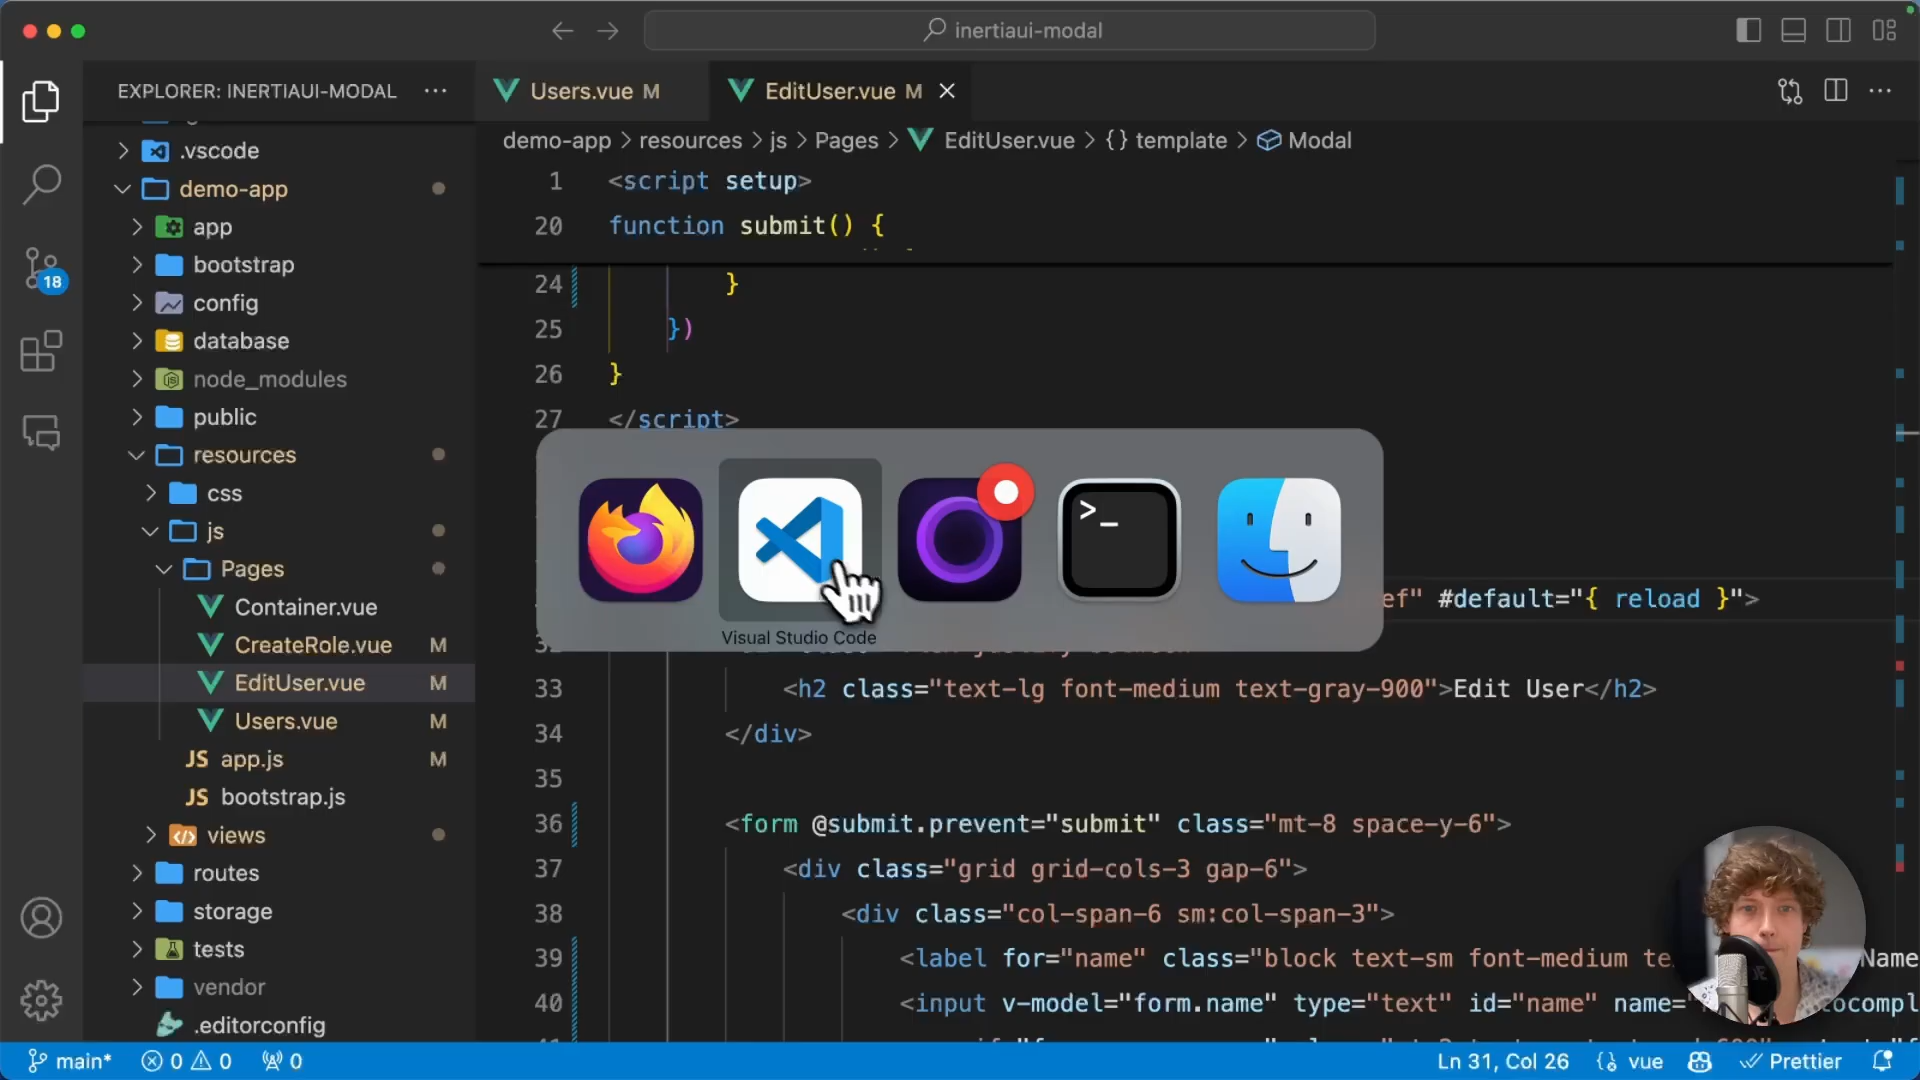 inertiaui-modal
EXPLORER: INERTIAUI-MODAL
Users.vue M
EditUser.vue M
demo-app > resources > js > Pages > EditUser.vue > {} template > Modal
.vscode
demo-app
app
bootstrap
config
database
node_modules
public
resources
css
js
Pages
Container.vue
CreateRole.vue M
EditUser.vue M
Users.vue M
app.js M
bootstrap.js
views
routes
storage
tests
vendor
.editorconfig
18
1 <script setup>
20 function submit() {
24 }
25 })
26 }
27 </script>
ef" #default="{ reload }">
33 <h2 class="text-lg font-medium text-gray-900">Edit User</h2>
34 </div>
35
36 <form @submit.prevent="submit" class="mt-8 space-y-6">
37 <div class="grid grid-cols-3 gap-6">
38 <div class="col-span-6 sm:col-span-3">
39 <label for="name" class="block text-sm font-medium te Name
40 <input v-model="form.name" type="text" id="name" name= tocompl
>_
Visual Studio Code
main* 0 0 0
Ln 31, Col 26 vue Prettier